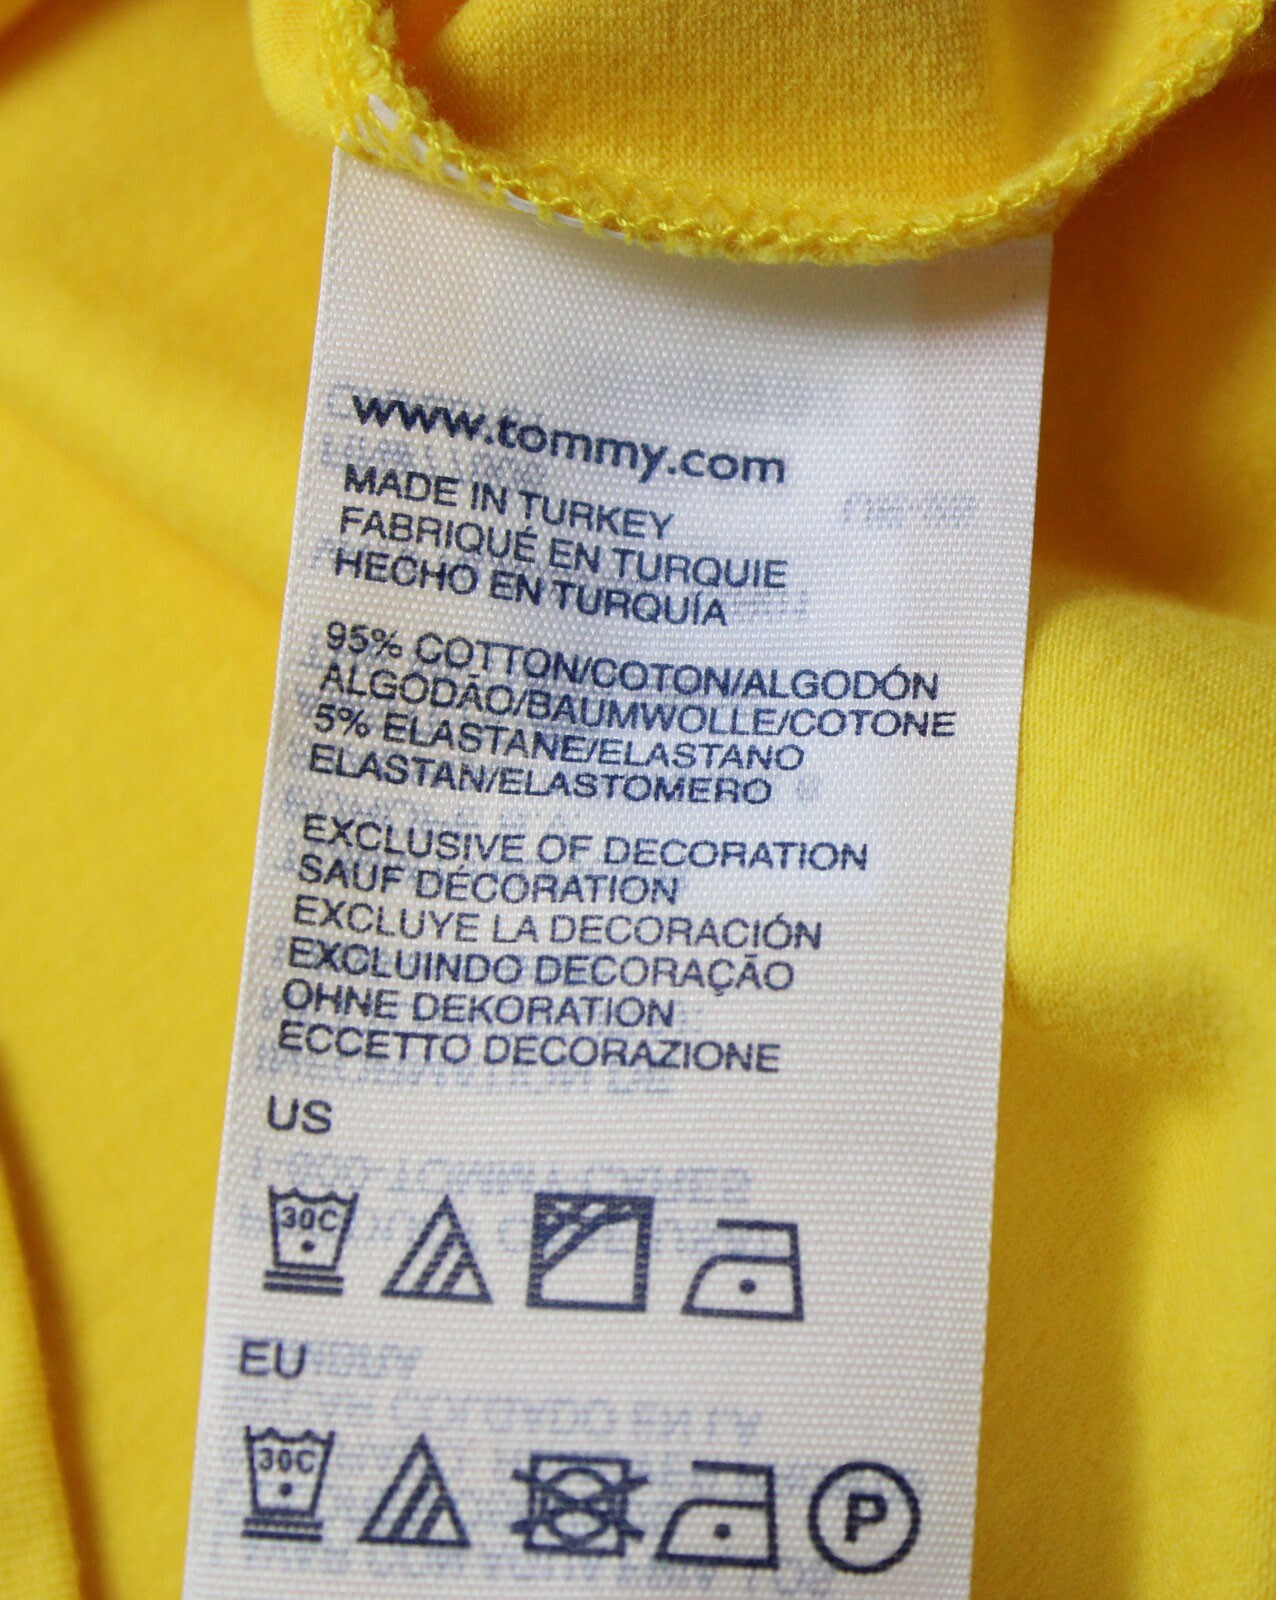 www.tommy.com
MADE IN TURKEY
FABRIQUÉ EN TURQUIE
HECHO EN TURQUÍA
95% COTTON/COTON/ALGODÓN
ALGODÃO/BAUMWOLLE/COTONE
5% ELASTANE/ELASTANO
ELASTAN/ELASTOMERO
EXCLUSIVE OF DECORATION
SAUF DÉCORATION
EXCLUYE LA DECORACIÓN
EXCLUINDO DECORAÇÃO
OHNE DEKORATION
ECCETTO DECORAZIONE
US
30C
EU
30C P